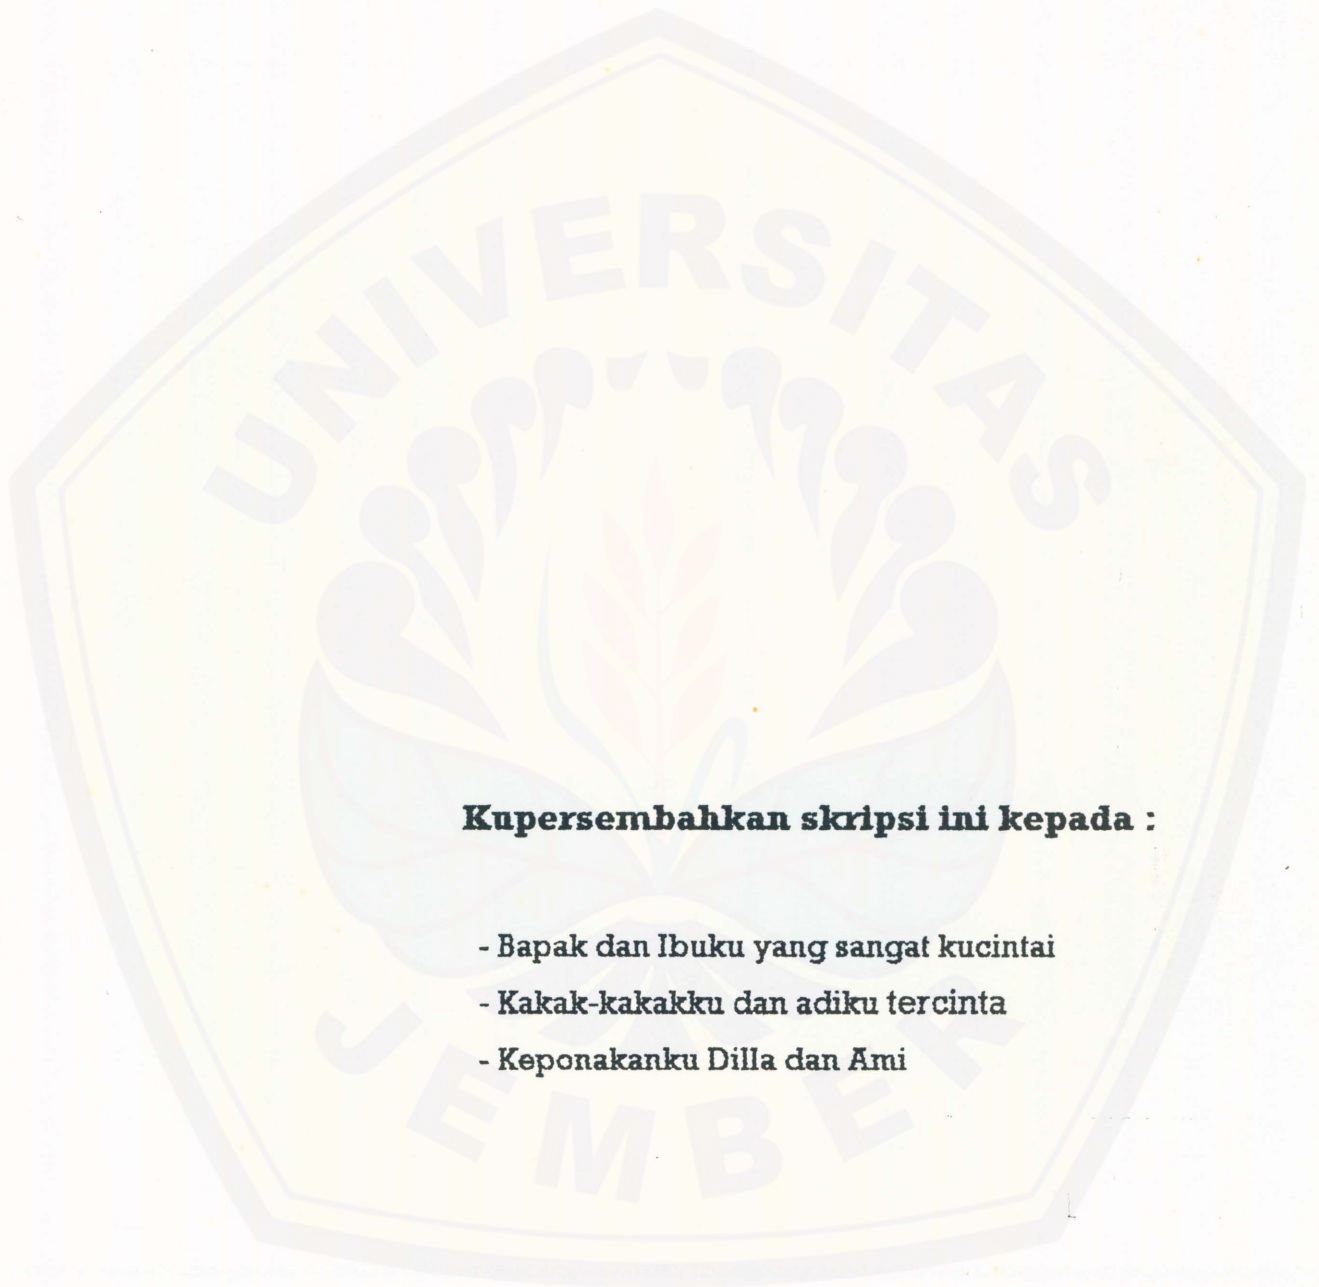 UNIVERSITAS
Kupersembahkan skripsi ini kepada :
- Bapak dan Ibuku yang sangat kucintai
- Kakak-kakakku dan adiku tercinta
- Keponakanku Dilla dan Ami
JEMBER